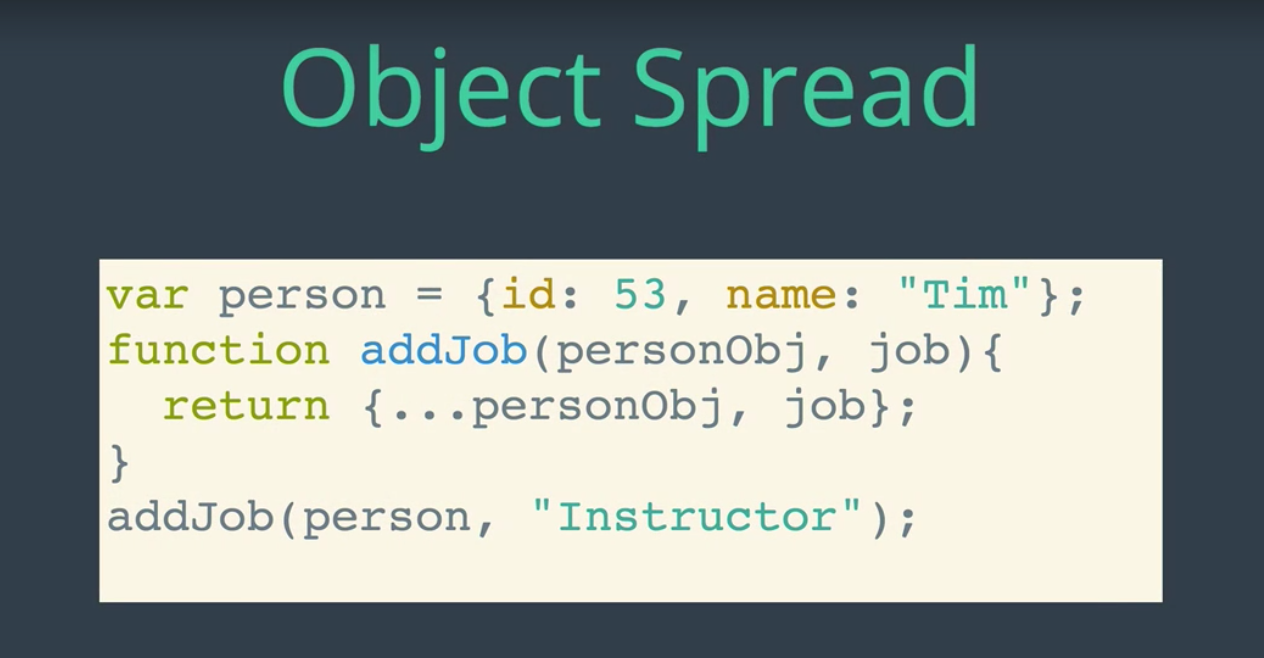 Object Spread
var person = {id: 53, name: "Tim"};
function addJob(personObj, job){
  return {...personObj, job};
}
addJob(person, "Instructor");